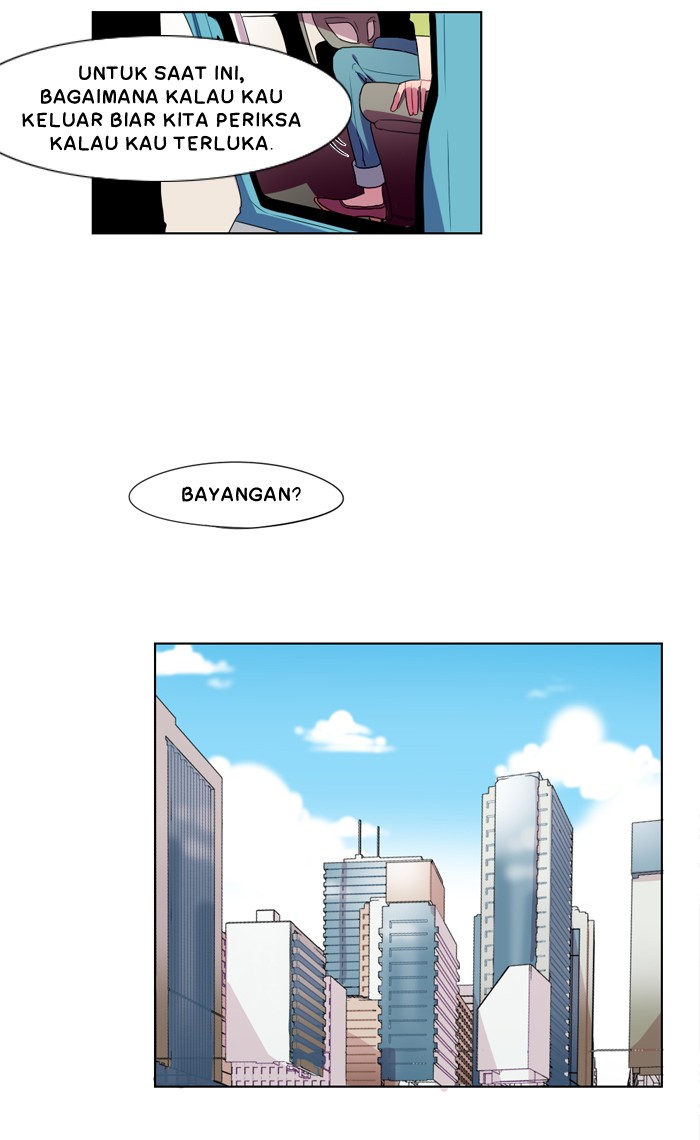 UNTUK SAAT INI,
BAGAIMANA KALAU KAU
KELUAR BIAR KITA PERIKSA
KALAU KAU TERLUKA.
BAYANGAN?